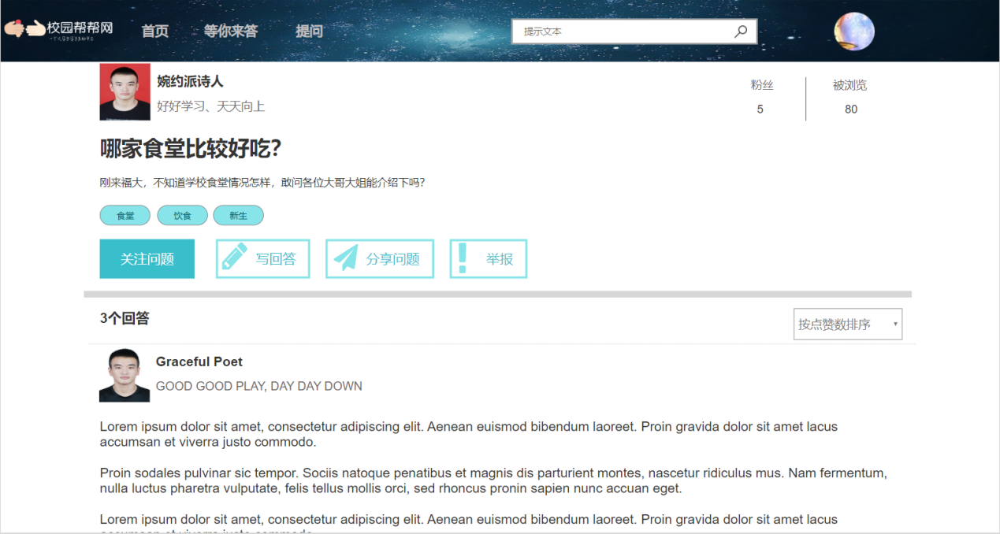 校园帮帮网
首页 等你来答 提问
提示文本
婉约派诗人
好好学习、天天向上
粉丝 被浏览
5 80
哪家食堂比较好吃?
刚来福大，不知道学校食堂情况怎样，敢问各位大哥大姐能介绍下吗?
食堂 饮食 新生
关注问题 写回答 分享问题 举报
3个回答
按点赞数排序
Graceful Poet
GOOD GOOD PLAY, DAY DAY DOWN
Lorem ipsum dolor sit amet, consectetur adipiscing elit. Aenean euismod bibendum laoreet. Proin gravida dolor sit amet lacus
accumsan et viverra justo commodo.
Proin sodales pulvinar sic tempor. Sociis natoque penatibus et magnis dis parturient montes, nascetur ridiculus mus. Nam fermentum,
nulla luctus pharetra vulputate, felis tellus mollis orci, sed rhoncus pronin sapien nunc accuan eget.
Lorem ipsum dolor sit amet, consectetur adipiscing elit. Aenean euismod bibendum laoreet. Proin gravida dolor sit amet lacus